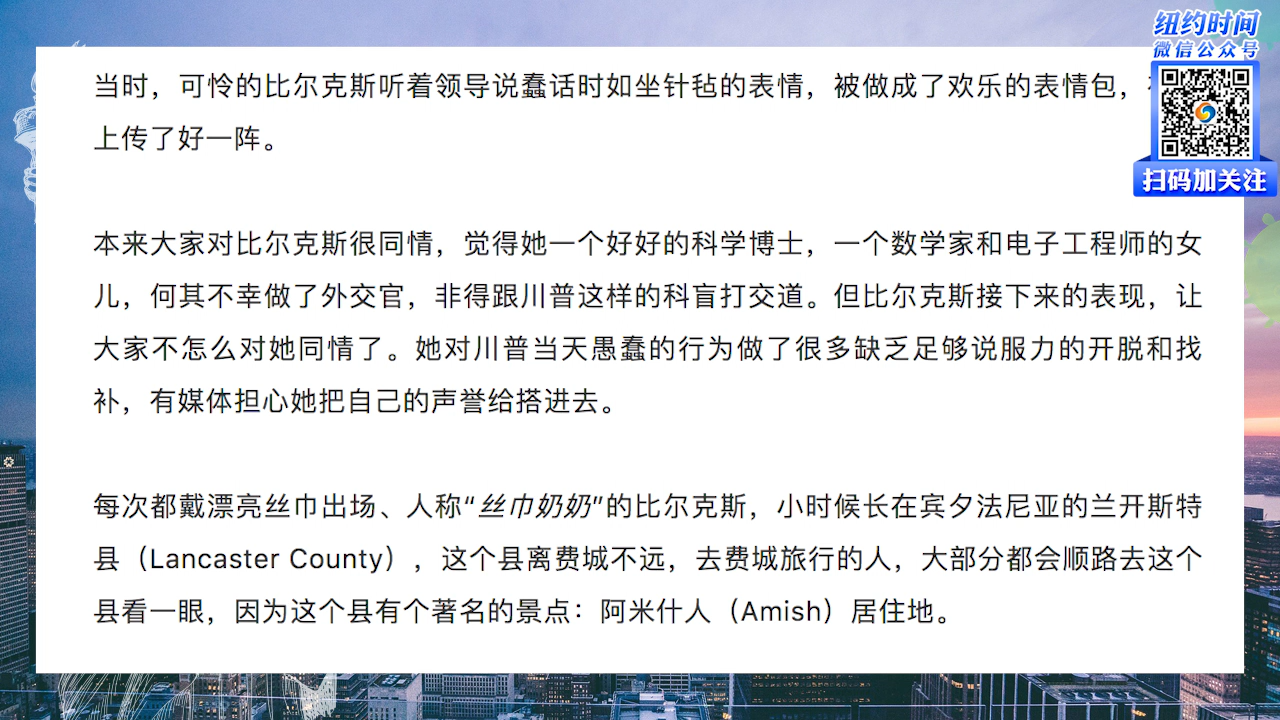 纽约时间
微信公众号
扫码加关注
当时，可怜的比尔克斯听着领导说蠢话时如坐针毡的表情，被做成了欢乐的表情包，
上传了好一阵。
本来大家对比尔克斯很同情，觉得她一个好好的科学博士，一个数学家和电子工程师的女
儿，何其不幸做了外交官，非得跟川普这样的科盲打交道。但比尔克斯接下来的表现，让
大家不怎么对她同情了。她对川普当天愚蠢的行为做了很多缺乏足够说服力的开脱和找
补，有媒体担心她把自己的声誉给搭进去。
每次都戴漂亮丝巾出场、人称“丝巾奶奶”的比尔克斯，小时候长在宾夕法尼亚的兰开斯特
县（Lancaster County），这个县离费城不远，去费城旅行的人，大部分都会顺路去这个
县看一眼，因为这个县有个著名的景点：阿米什人（Amish）居住地。